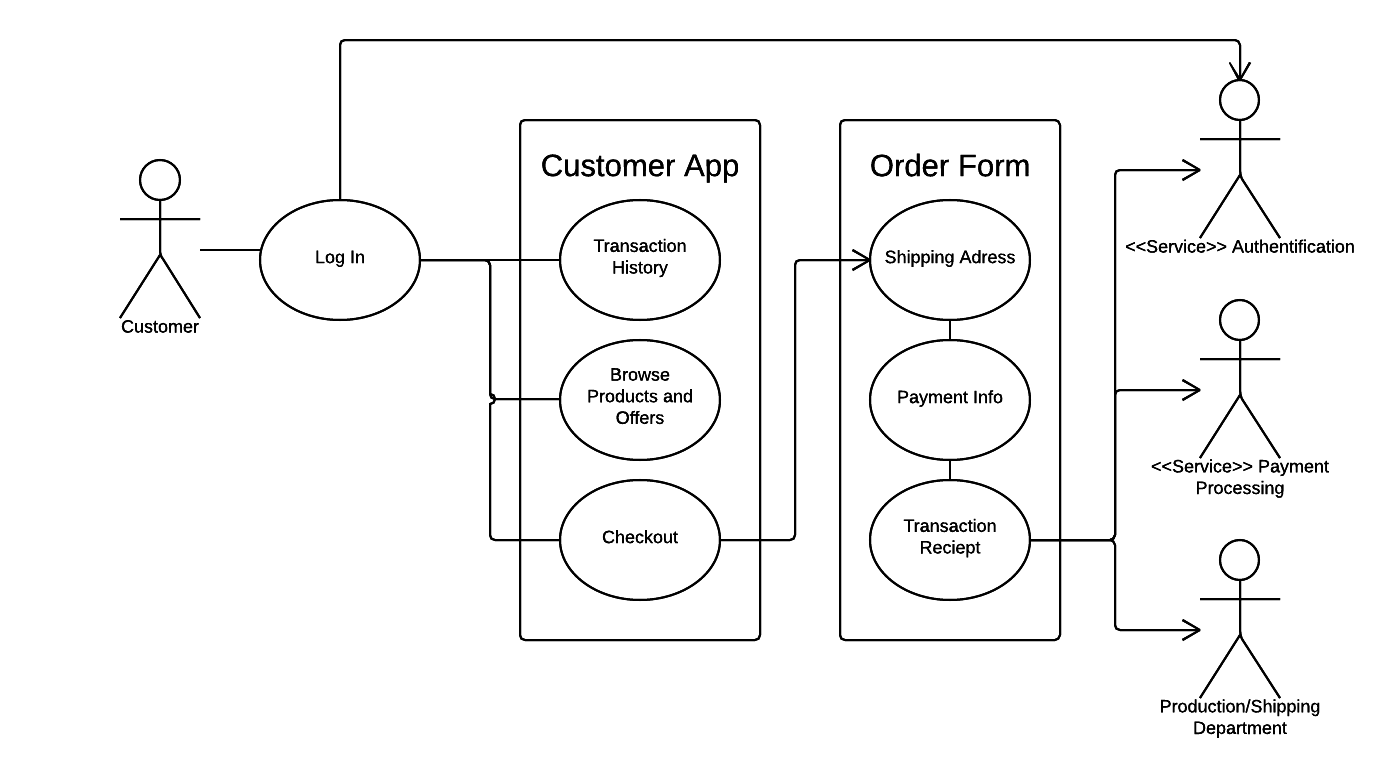 Customer
Log In
Customer App
Transaction
History
Browse
Products and
Offers
Checkout
Order Form
Shipping Adress
Payment Info
Transaction
Reciept
<<Service>> Authentification
<<Service>> Payment
Processing
Production/Shipping
Department